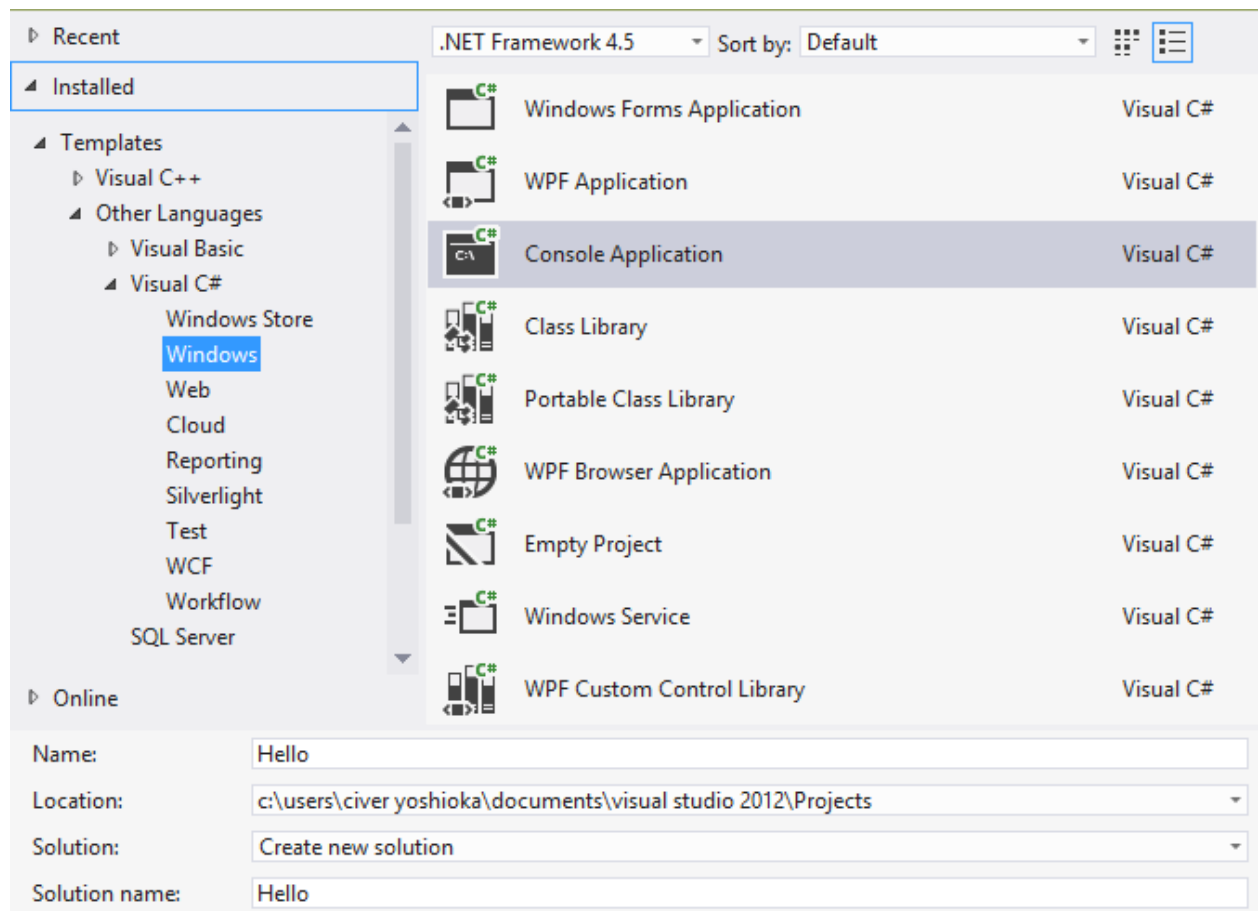 Recent
.NET Framework 4.5 Sort by: Default
Installed
Templates
Visual C++
Other Languages
Visual Basic
Visual C#
Windows Store
Windows
Web
Cloud
Reporting
Silverlight
Test
WCF
Workflow
SQL Server
Online
C# Windows Forms Application Visual C#
C# WPF Application Visual C#
C# C:\ Console Application Visual C#
C# Class Library Visual C#
C# Portable Class Library Visual C#
C# WPF Browser Application Visual C#
C# Empty Project Visual C#
C# Windows Service Visual C#
C# WPF Custom Control Library Visual C#
Name: Hello
Location: c:\users\civer yoshioka\documents\visual studio 2012\Projects
Solution: Create new solution
Solution name: Hello